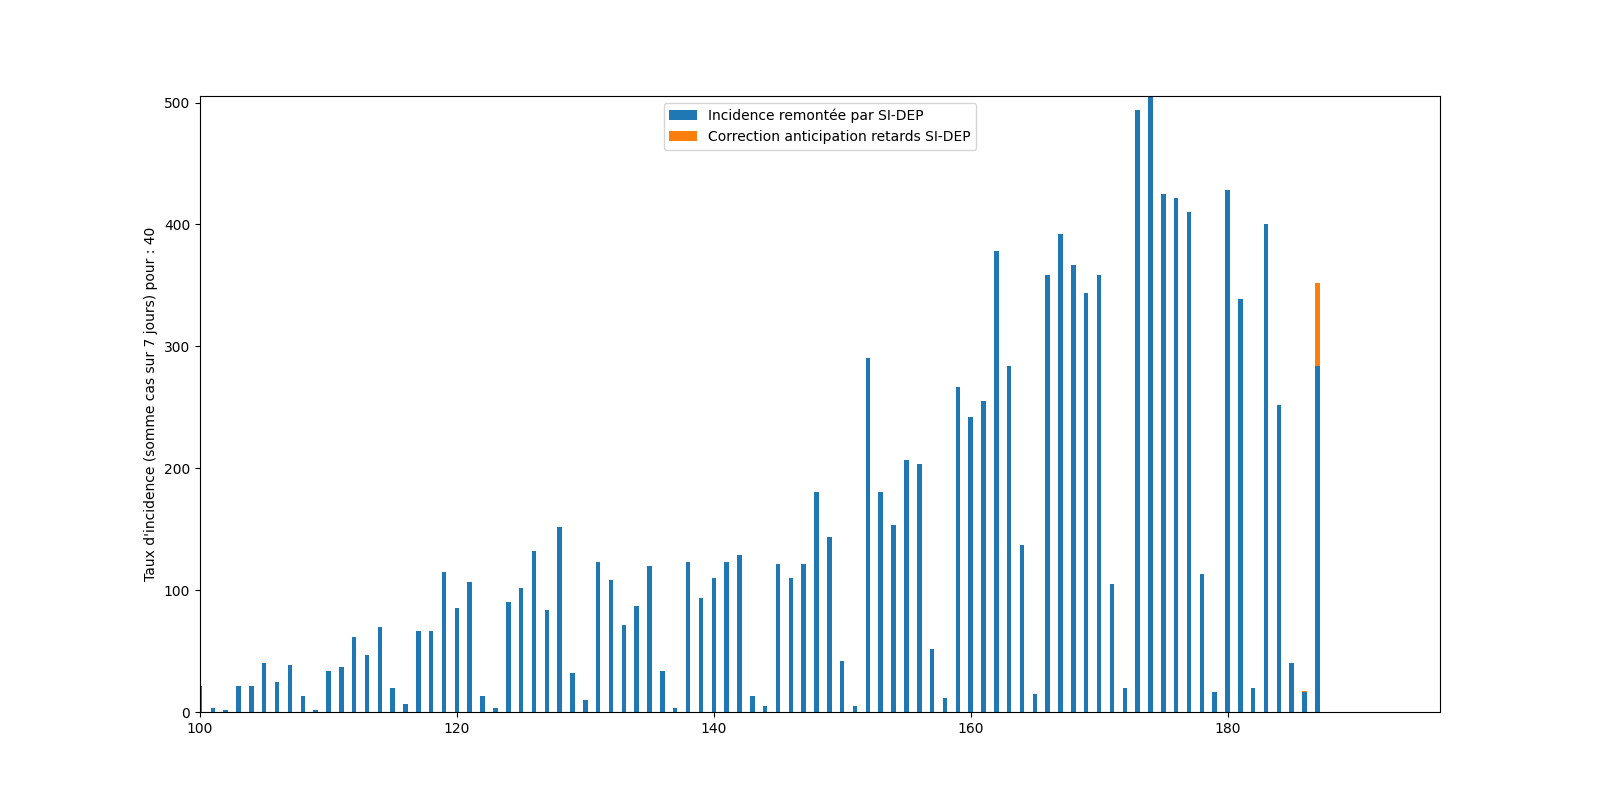 Incidence remontée par SI-DEP
Correction anticipation retards SI-DEP
Taux d'incidence (somme cas sur 7 jours) pour : 40
500
400
300
200
100
0
100 120 140 160 180